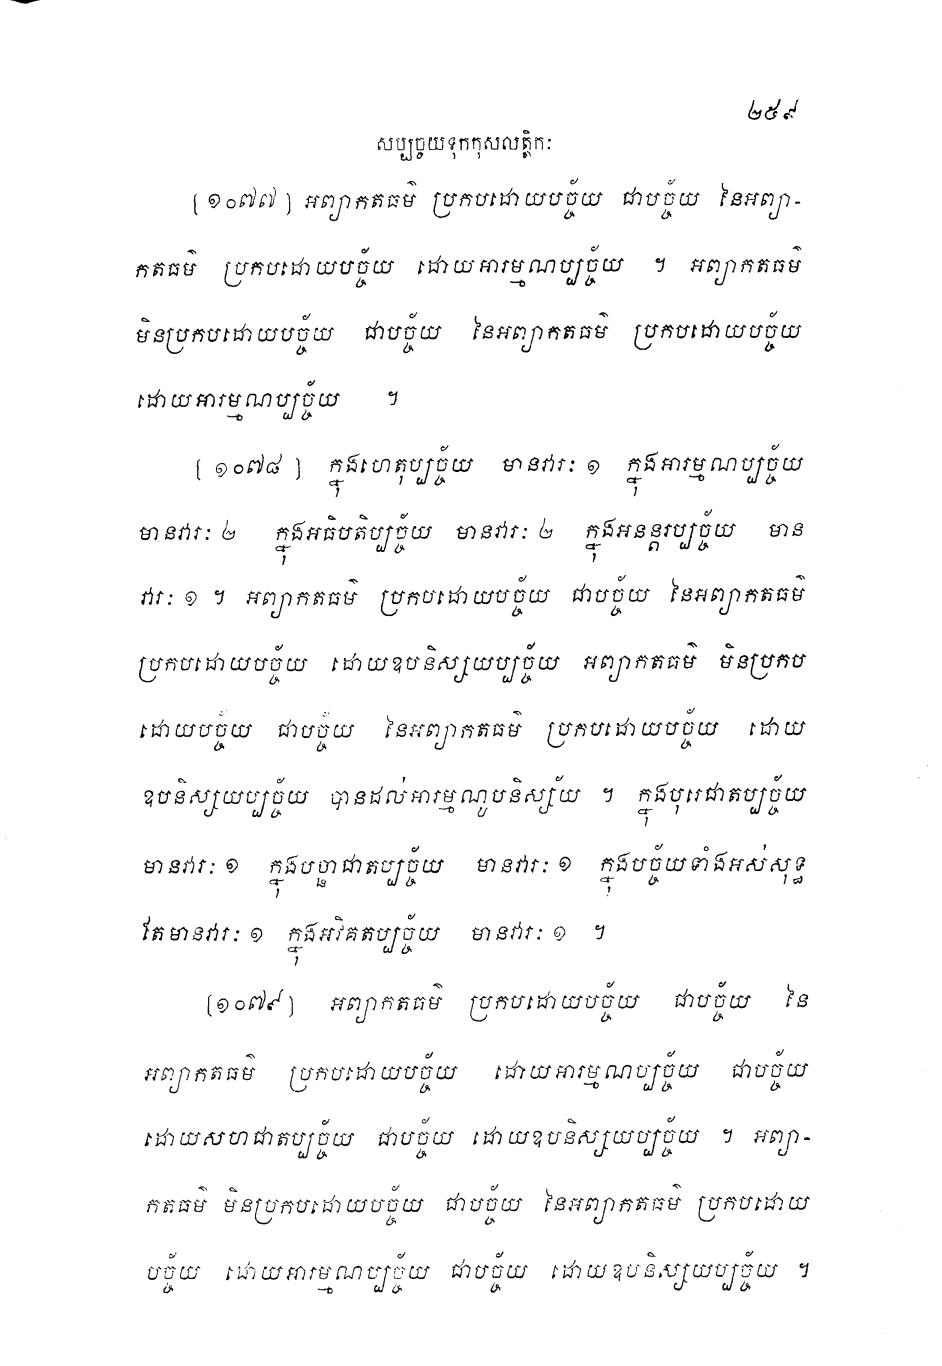 ២៥៩
សប្បច្ចយទុកកុសលត្តិកៈ
[១០៧៧] អព្យាកតធម៌ ប្រកបដោយបច្ច័យ ជាបច្ច័យ នៃអព្យា-
កតធម៌ ប្រកបដោយបច្ច័យ ដោយអារម្មណប្បច្ច័យ ។ អព្យាកតធម៌
មិនប្រកបដោយបច្ច័យ ជាបច្ច័យ នៃអព្យាកតធម៌ ប្រកបដោយបច្ច័យ
ដោយអារម្មណប្បច្ច័យ ។
[១០៧៨] ក្នុងហេតុប្បច្ច័យ មានវារៈ ១ ក្នុងអារម្មណប្បច្ច័យ
មានវារៈ ២ ក្នុងអធិបតិប្បច្ច័យ មានវារៈ ២ ក្នុងអនន្តរប្បច្ច័យ មាន
វារៈ ១ ។ អព្យាកតធម៌ ប្រកបដោយបច្ច័យ ជាបច្ច័យ នៃអព្យាកតធម៌
ប្រកបដោយបច្ច័យ ដោយឧបនិស្សយប្បច្ច័យ អព្យាកតធម៌ មិនប្រកប
ដោយបច្ច័យ ជាបច្ច័យ នៃអព្យាកតធម៌ ប្រកបដោយបច្ច័យ ដោយ
ឧបនិស្សយប្បច្ច័យ បានដល់អារម្មណូបនិស្ស័យ ។ ក្នុងបុរេជាតប្បច្ច័យ
មានវារៈ ១ ក្នុងបច្ឆាជាតប្បច្ច័យ មានវារៈ ១ ក្នុងបច្ច័យទាំងអស់សុទ្ធ
តែមានវារៈ ១ ក្នុងអវិគតប្បច្ច័យ មានវារៈ ១ ។
[១០៧៩] អព្យាកតធម៌ ប្រកបដោយបច្ច័យ ជាបច្ច័យ នៃ
អព្យាកតធម៌ ប្រកបដោយបច្ច័យ ដោយអារម្មណប្បច្ច័យ ជាបច្ច័យ
ដោយសហជាតប្បច្ច័យ ជាបច្ច័យ ដោយឧបនិស្សយប្បច្ច័យ ។ អព្យា-
កតធម៌ មិនប្រកបដោយបច្ច័យ ជាបច្ច័យ នៃអព្យាកតធម៌ ប្រកបដោយ
បច្ច័យ ដោយអារម្មណប្បច្ច័យ ជាបច្ច័យ ដោយឧបនិស្សយប្បច្ច័យ ។